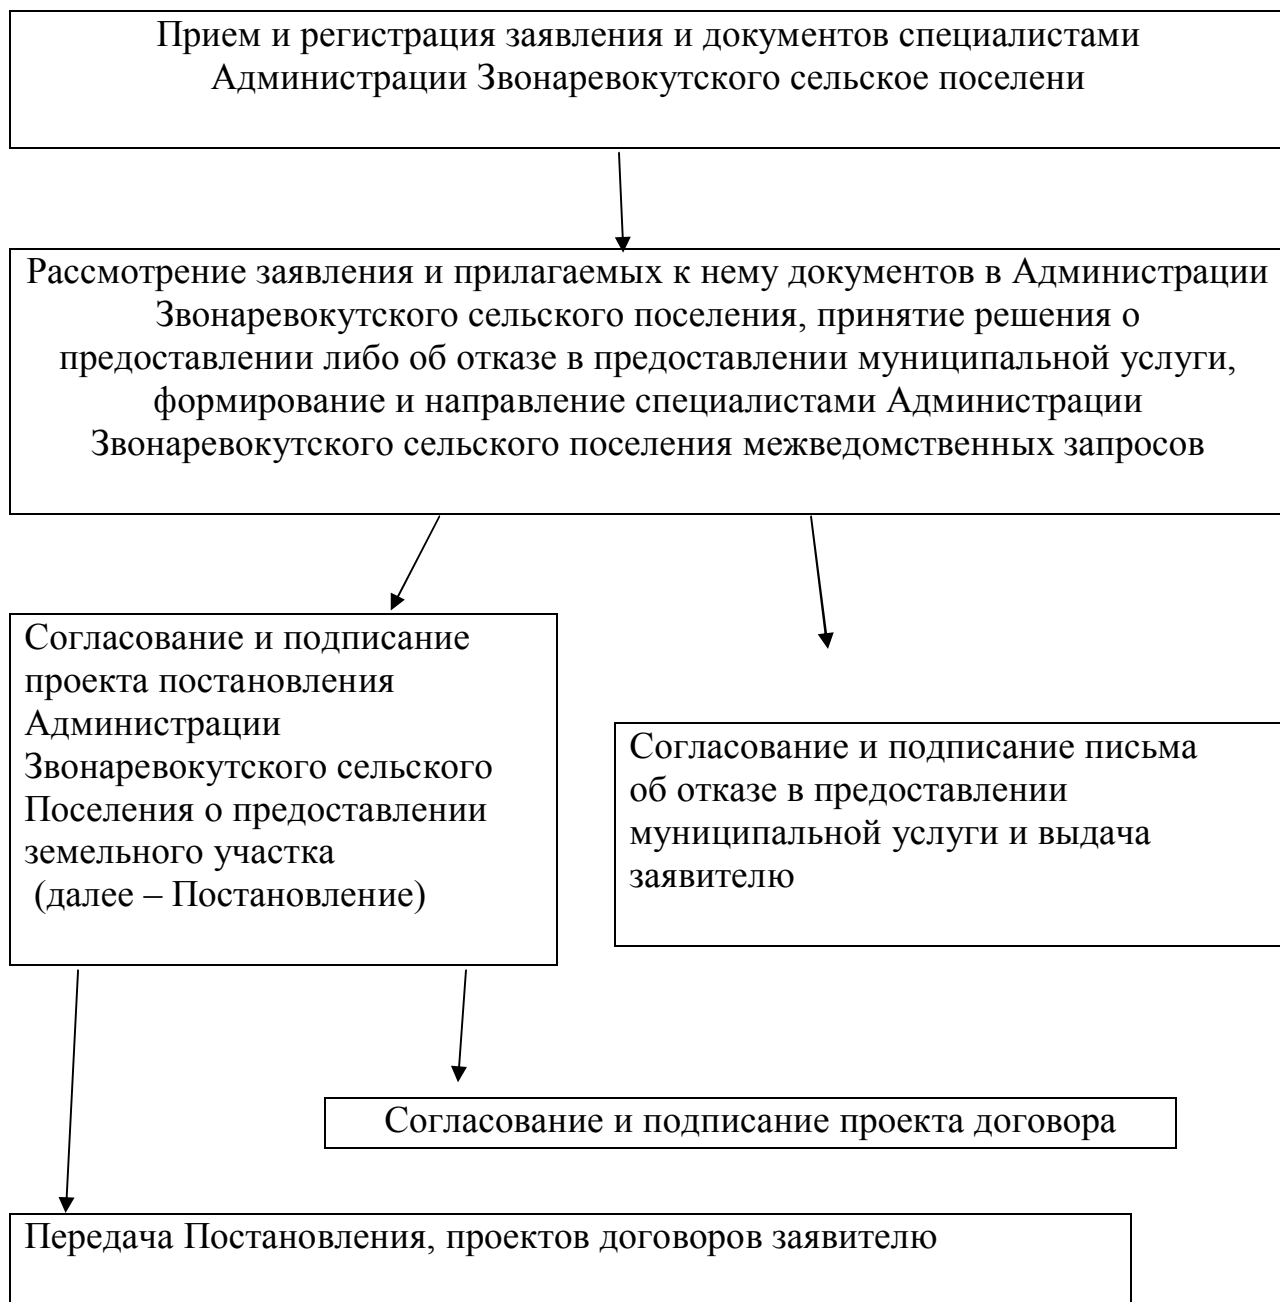 Прием и регистрация заявления и документов специалистами
Администрации Звонаревокутского сельское поселени
Рассмотрение заявления и прилагаемых к нему документов в Администрации
Звонаревокутского сельского поселения, принятие решения о
предоставлении либо об отказе в предоставлении муниципальной услуги,
формирование и направление специалистами Администрации
Звонаревокутского сельского поселения межведомственных запросов
Согласование и подписание
проекта постановления
Администрации
Звонаревокутского сельского
Поселения о предоставлении
земельного участка
(далее – Постановление)
Согласование и подписание письма
об отказе в предоставлении
муниципальной услуги и выдача
заявителю
Согласование и подписание проекта договора
Передача Постановления, проектов договоров заявителю